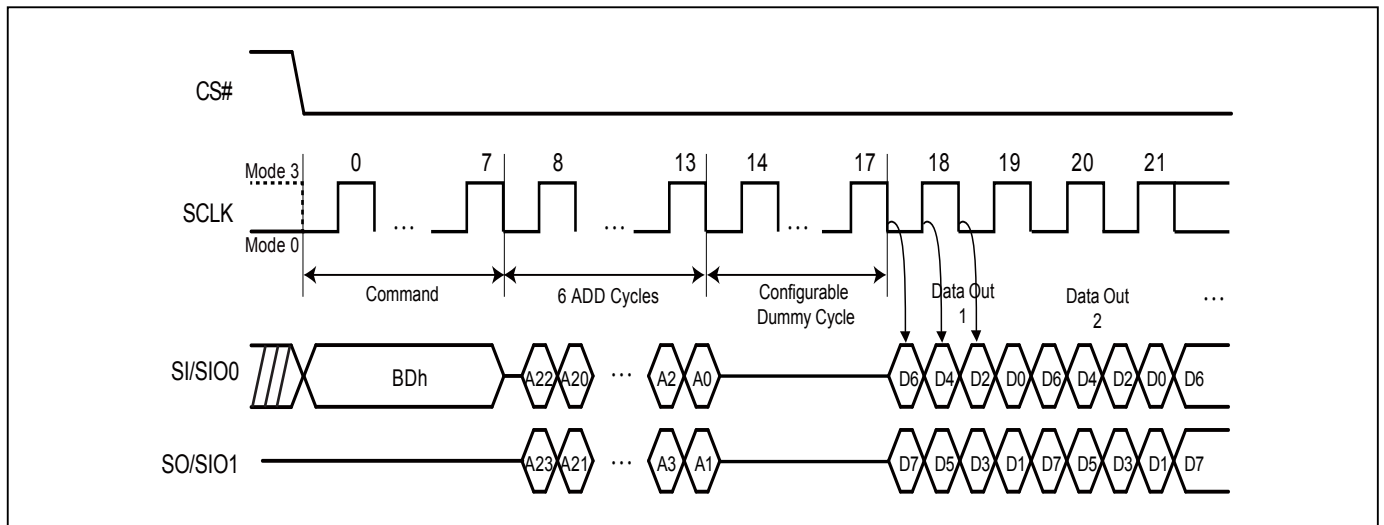 CS#
Mode 3
0 7 8 13 14 17 18 19 20 21
SCLK
... ... ...
Mode 0
Command
6 ADD Cycles
Configurable
Dummy Cycle
Data Out
1
Data Out
2
...
SI/SIO0
BDh
A22 A20 ... A2 A0
D6 D4 D2 D0 D6 D4 D2 D0 D6
SO/SIO1
A23 A21 ... A3 A1
D7 D5 D3 D1 D7 D5 D3 D1 D7